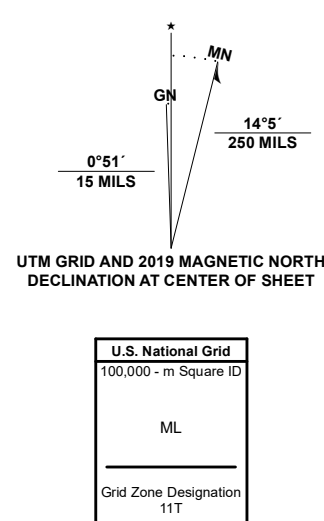 MN
GN
14°5´
250 MILS
0°51´
15 MILS
UTM GRID AND 2019 MAGNETIC NORTH
DECLINATION AT CENTER OF SHEET
U.S. National Grid
100,000 - m Square ID
ML
Grid Zone Designation
11T